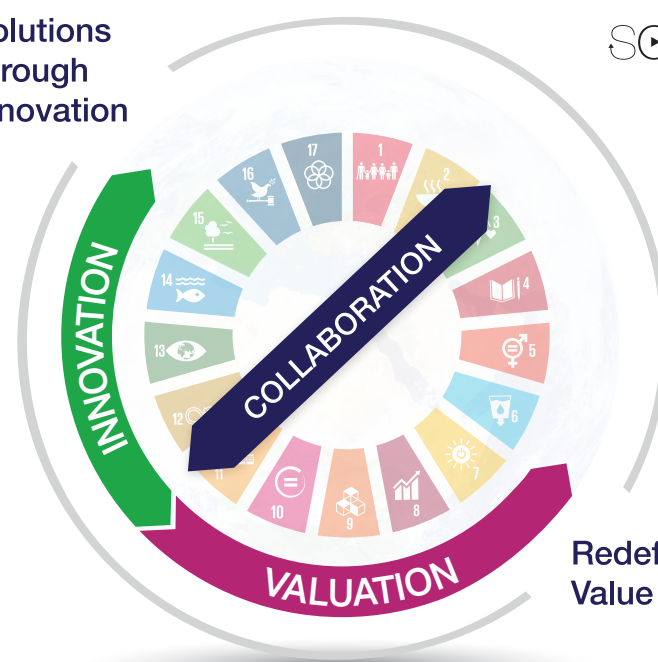 olutions
rough
novation
17
1
16
2
15
3
14
4
13
5
12
6
11
7
10
9
8
INNOVATION
COLLABORATION
VALUATION
Redef
Value